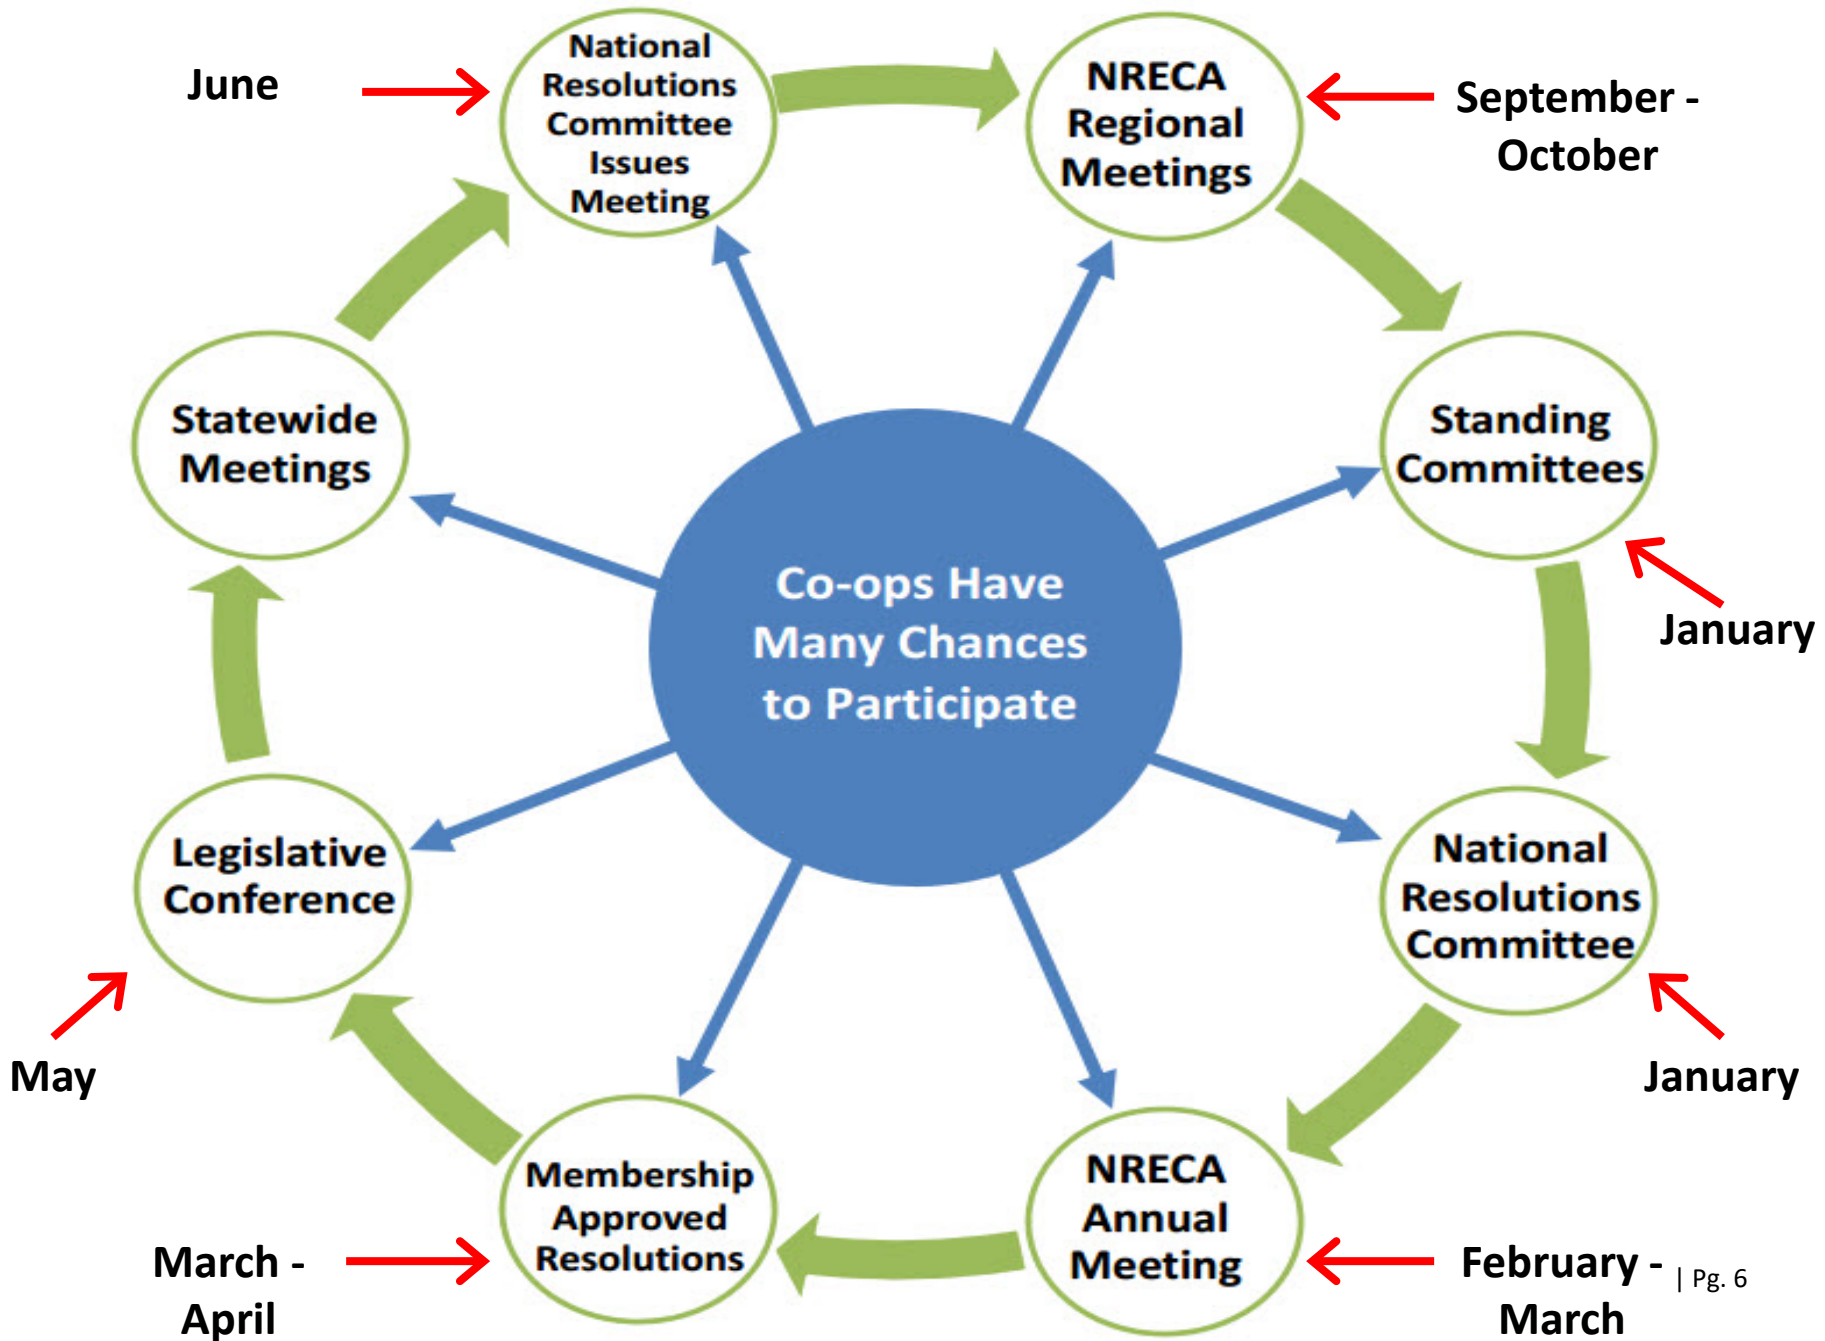 June
National
Resolutions
Committee
Issues
Meeting
NRECA
Regional
Meetings
September -
October
Statewide
Meetings
Standing
Committees
January
Co-ops Have
Many Chances
to Participate
Legislative
Conference
May
National
Resolutions
Committee
January
Membership
Approved
Resolutions
March -
April
NRECA
Annual
Meeting
February -
March
| Pg. 6